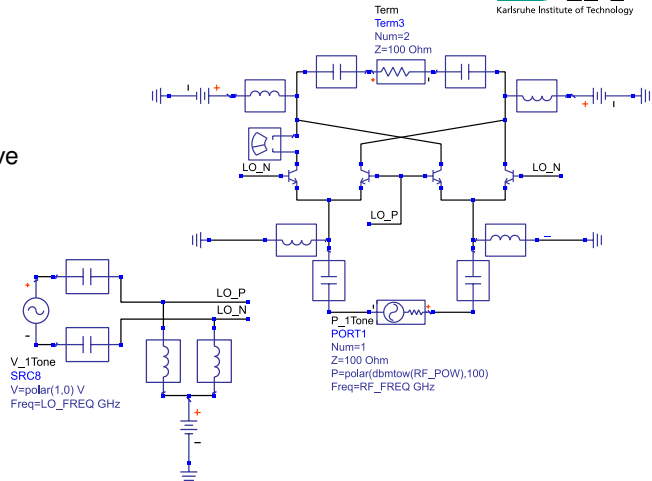 Karlsruhe Institute of Technology
Term
Term3
Num=2
Z=100 Ohm
ve
LO_N
LO_N
LO_P
LO_P
LO_N
V_1Tone
SRC8
V=polar(1,0) V
Freq=LO_FREQ GHz
P_1Tone
PORT1
Num=1
Z=100 Ohm
P=polar(dbmtow(RF_POW),100)
Freq=RF_FREQ GHz